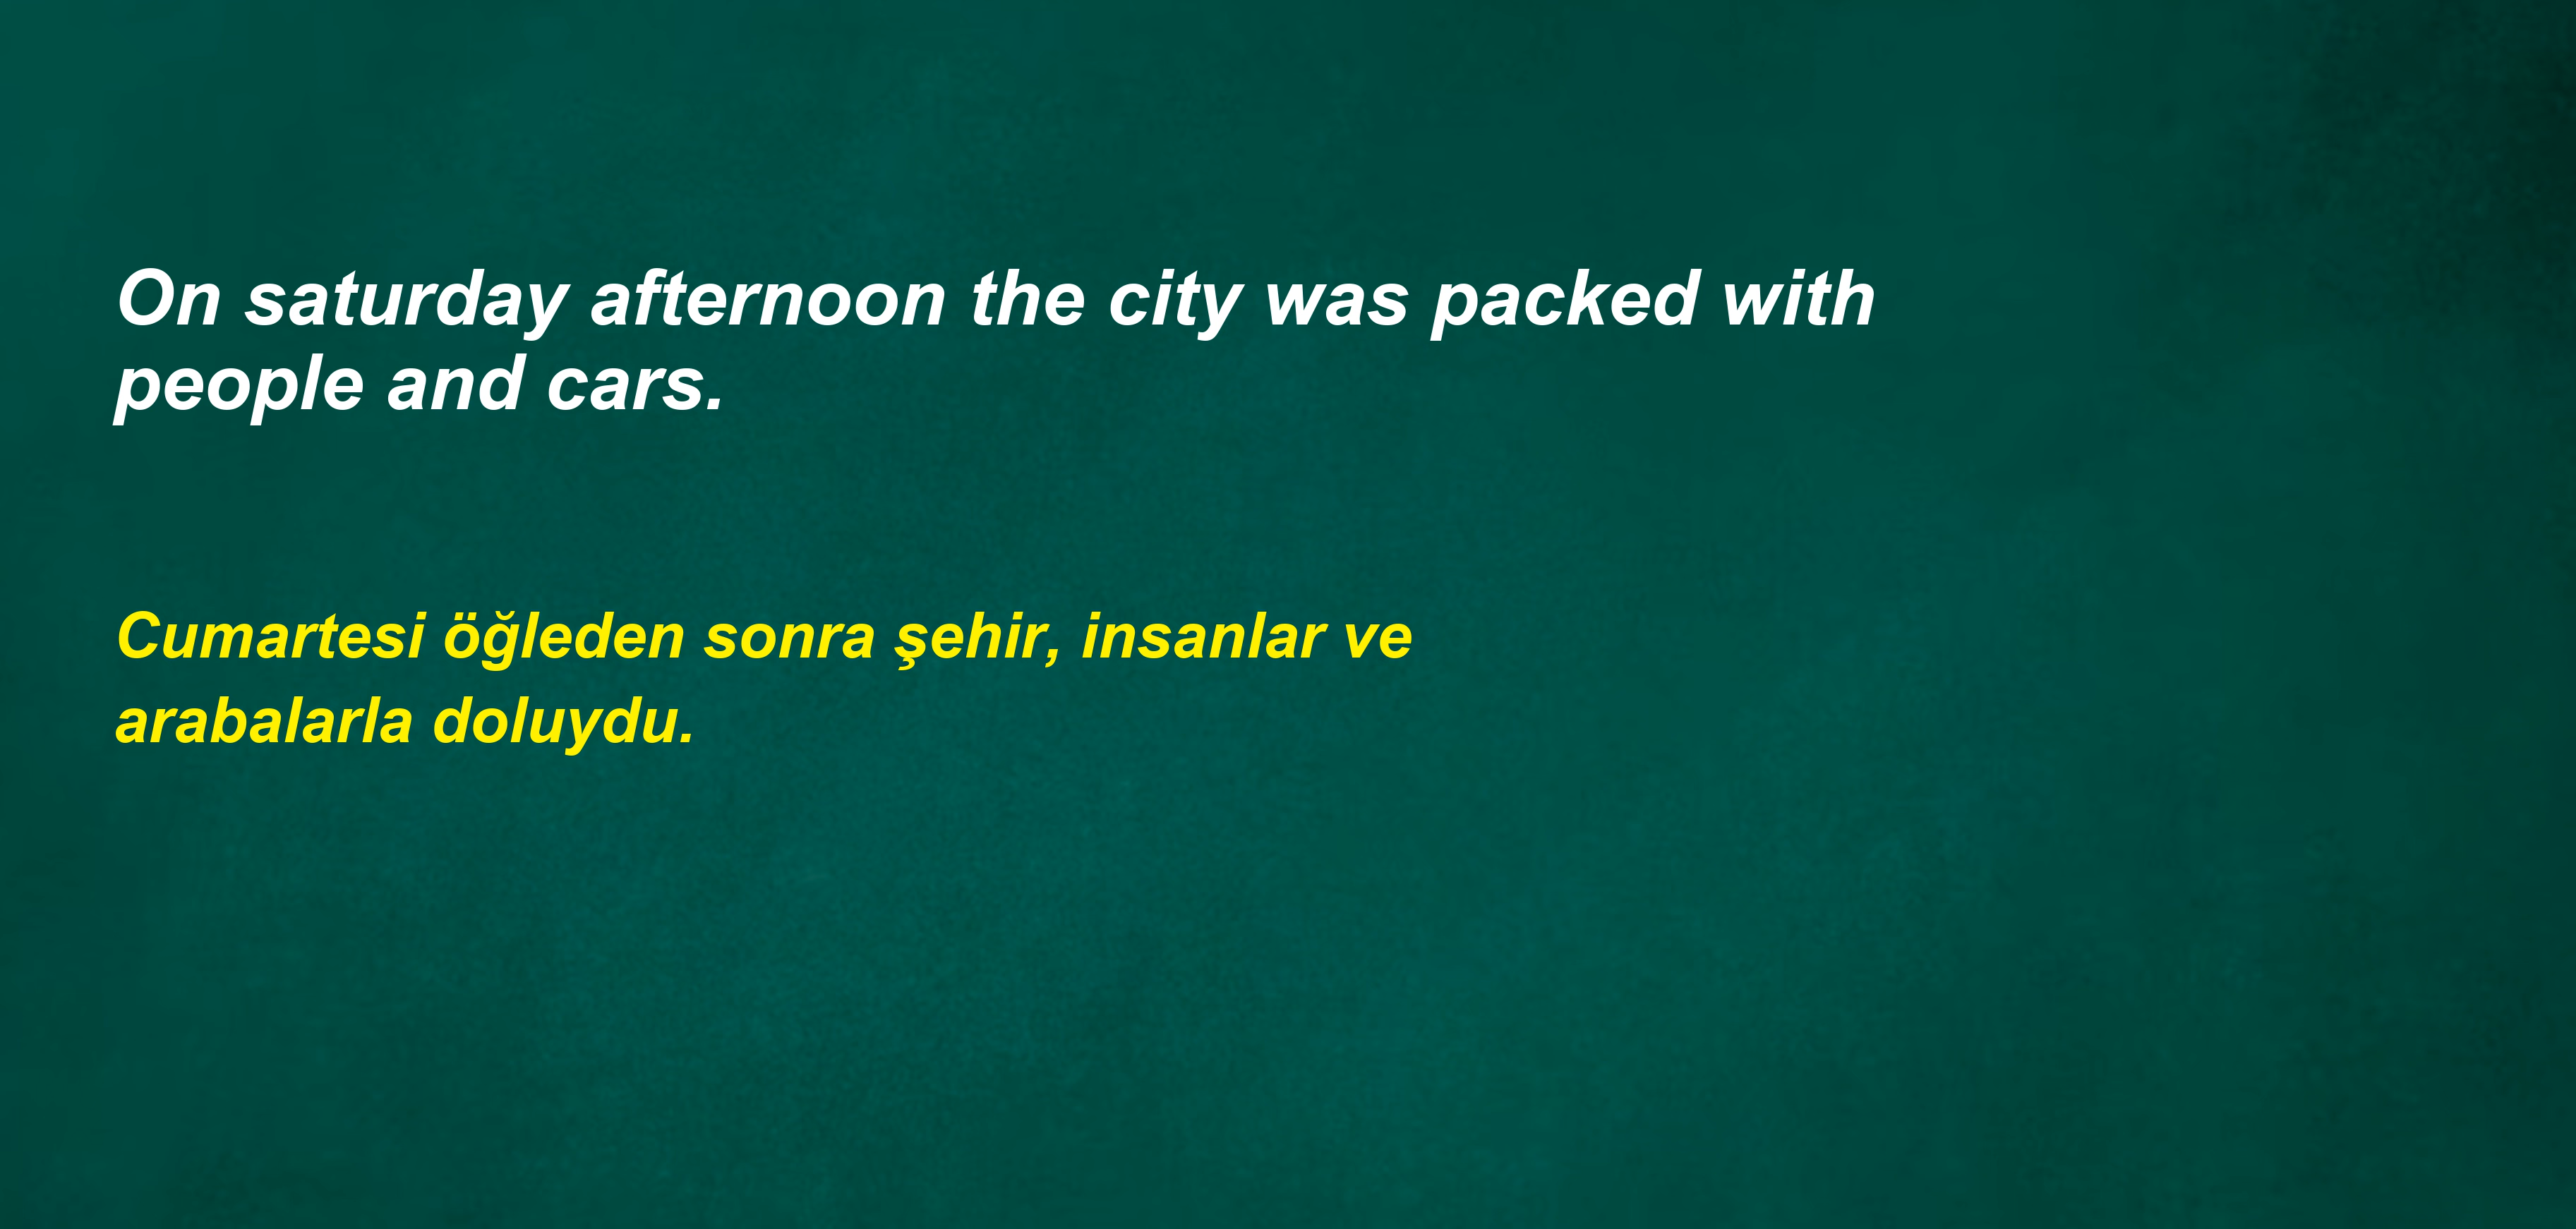 On saturday afternoon the city was packed with
people and cars.
Cumartesi öğleden sonra şehir, insanlar ve
arabalarla doluydu.